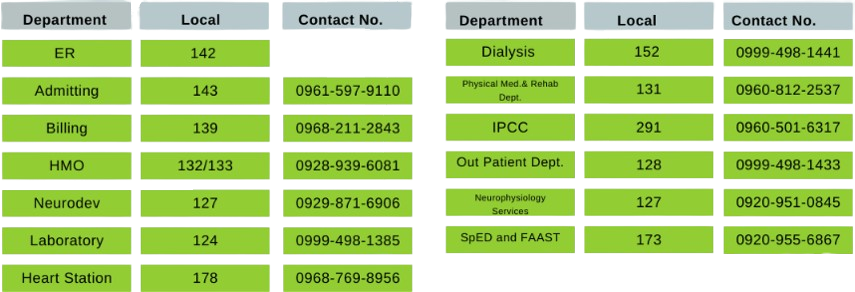 Department Local Contact No.
ER 142
Admitting 143 0961-597-9110
Billing 139 0968-211-2843
HMO 132/133 0928-939-6081
Neurodev 127 0929-871-6906
Laboratory 124 0999-498-1385
Heart Station 178 0968-769-8956
Department Local Contact No.
Dialysis 152 0999-498-1441
Physical Med.& Rehab
Dept. 131 0960-812-2537
IPCC 291 0960-501-6317
Out Patient Dept. 128 0999-498-1433
Neurophysiology
Services 127 0920-951-0845
SpED and FAAST 173 0920-955-6867